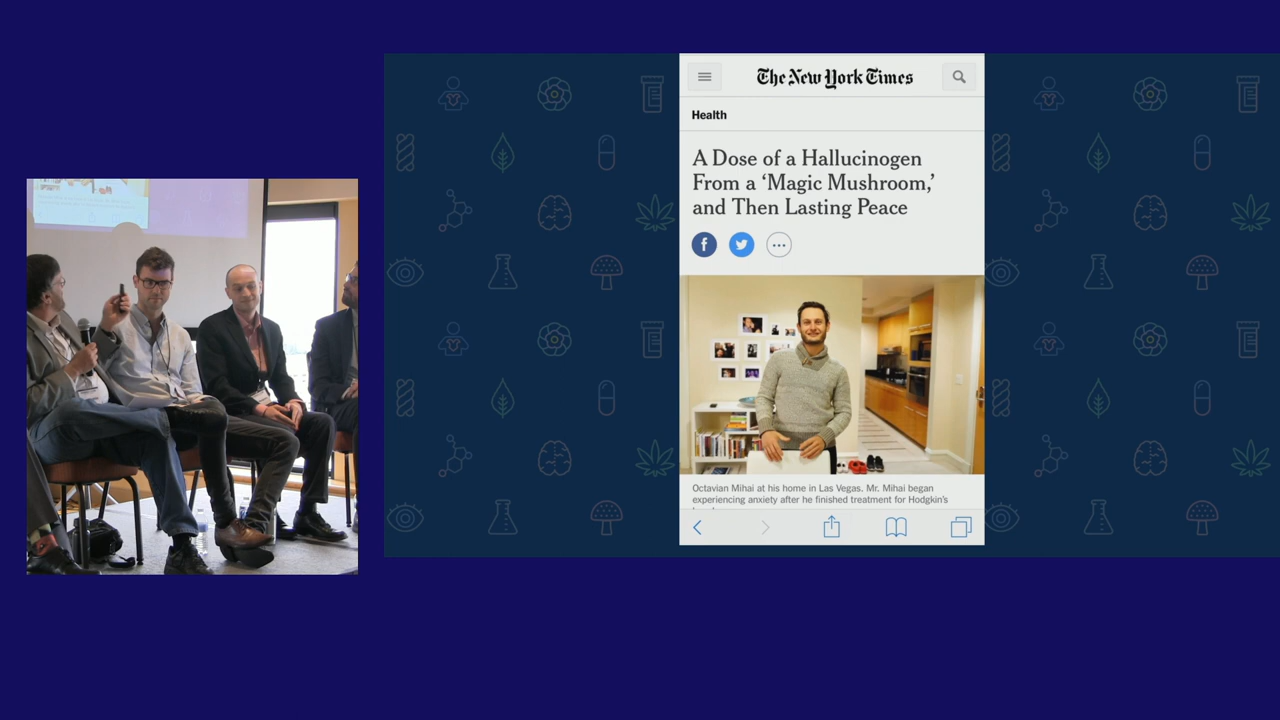 The New York Times
Health
A Dose of a Hallucinogen
From a ‘Magic Mushroom,’
and Then Lasting Peace
Octavian Mihai at his home in Las Vegas. Mr. Mihai began
experiencing anxiety after he finished treatment for Hodgkin's